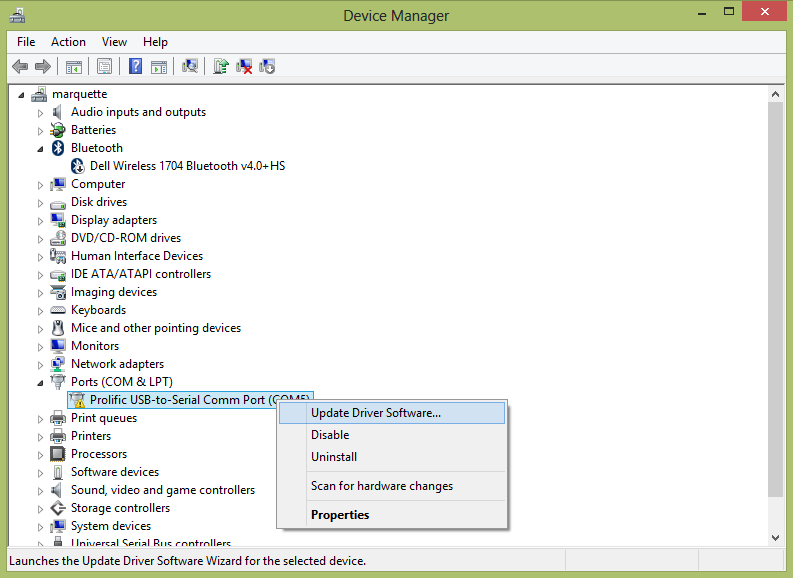 Device Manager
File Action View Help
marquette
Audio inputs and outputs
Batteries
Bluetooth
Dell Wireless 1704 Bluetooth v4.0+HS
Computer
Disk drives
Display adapters
DVD/CD-ROM drives
Human Interface Devices
IDE ATA/ATAPI controllers
Imaging devices
Keyboards
Mice and other pointing devices
Monitors
Network adapters
Ports (COM & LPT)
Prolific USB-to-Serial Comm Port (COM5)
Update Driver Software...
Disable
Uninstall
Scan for hardware changes
Properties
Print queues
Printers
Processors
Software devices
Sound, video and game controllers
Storage controllers
System devices
Universal Serial Bus controllers
Launches the Update Driver Software Wizard for the selected device.